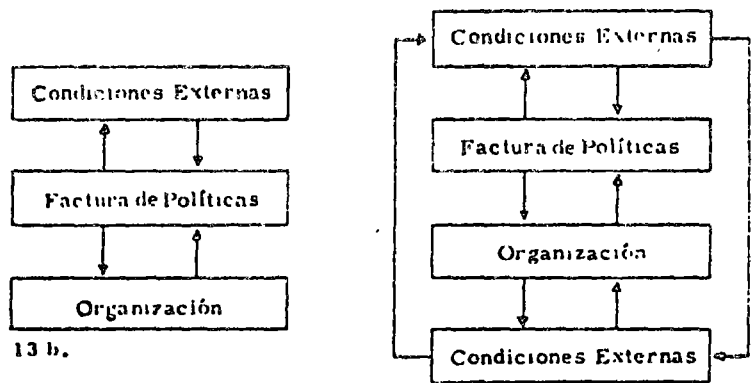 Condiciones Externas
Factura de Políticas
Organización
13 b.
Condiciones Externas
Factura de Políticas
Organización
Condiciones Externas